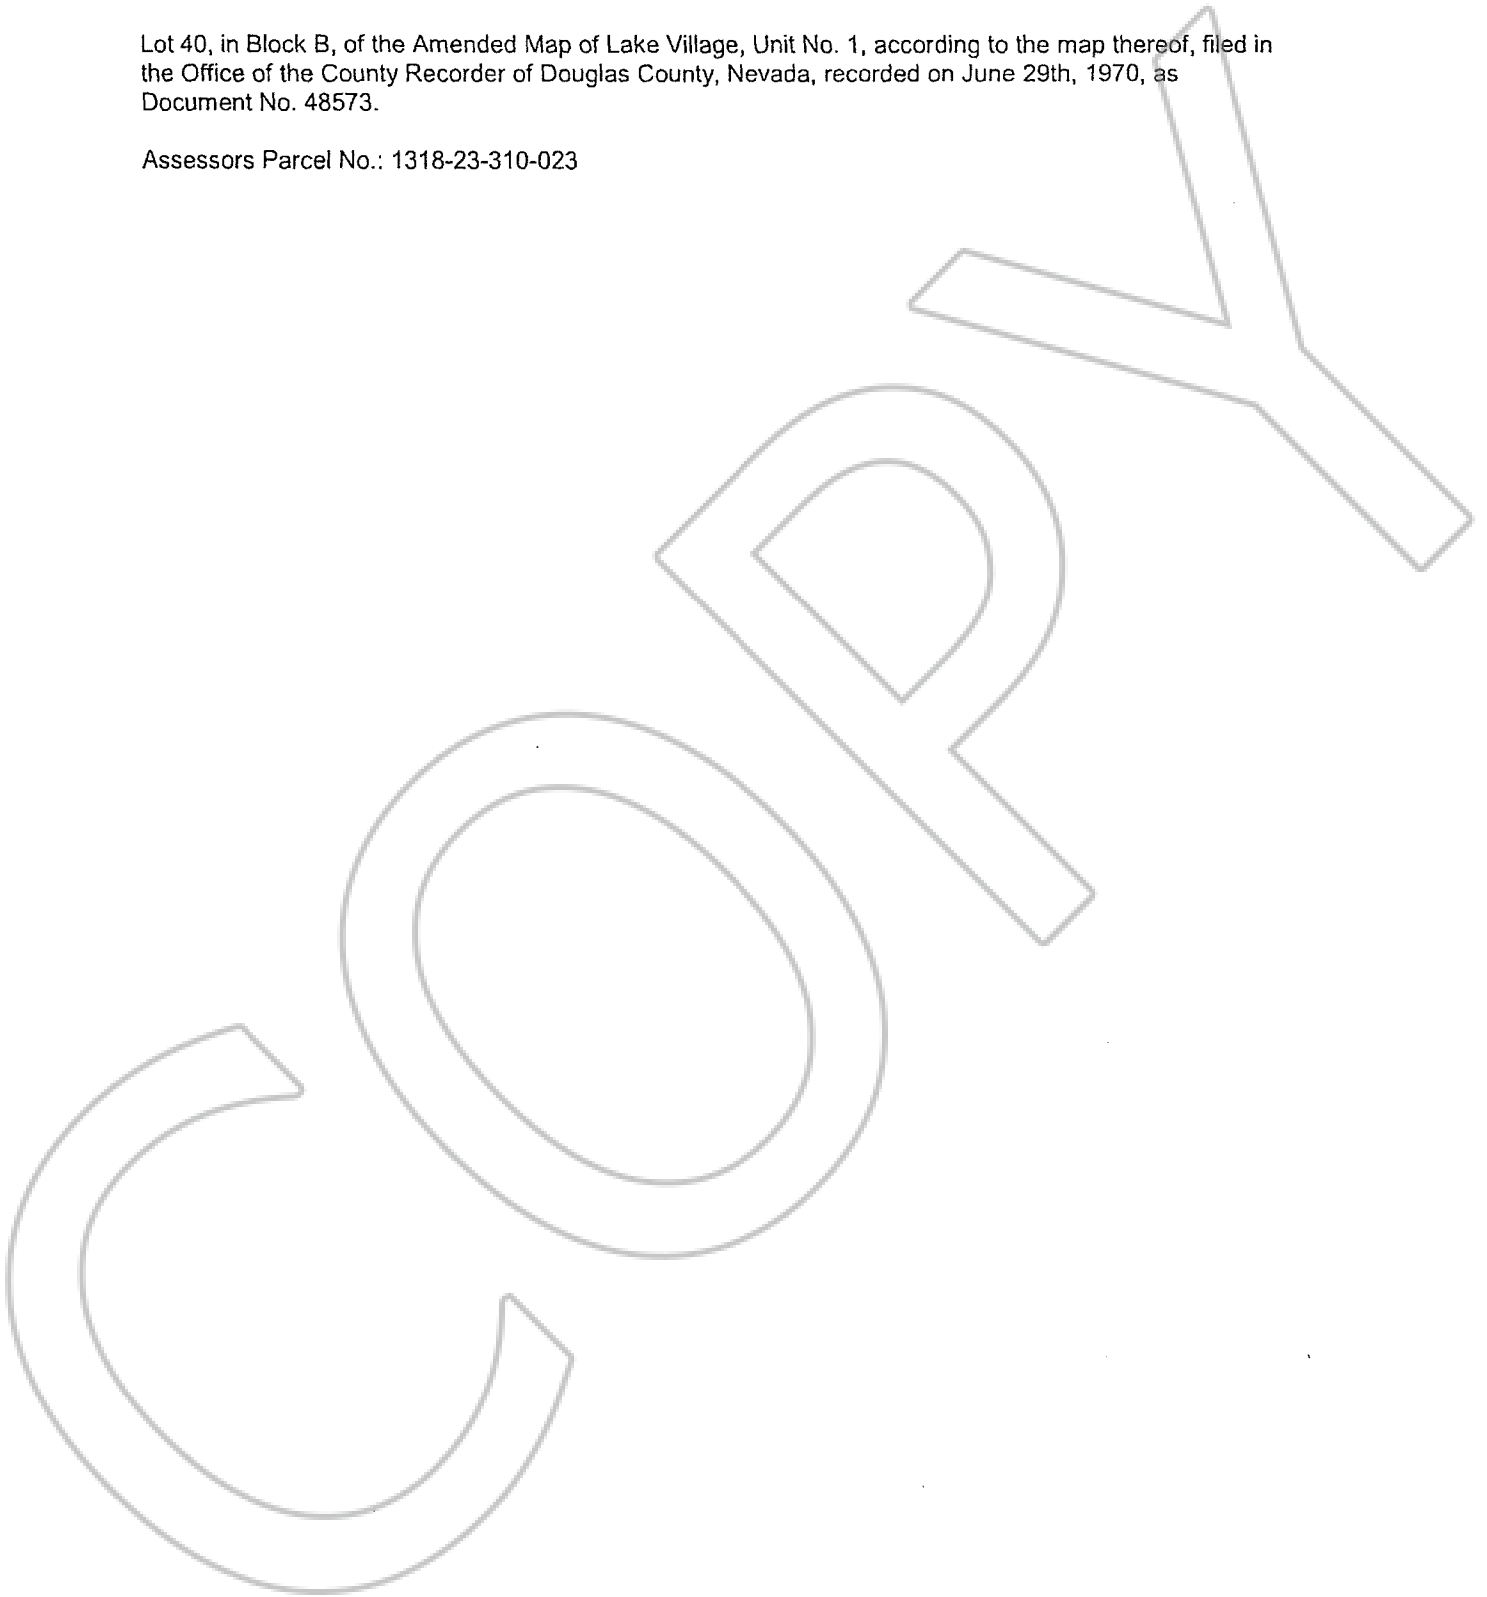 Lot 40, in Block B, of the Amended Map of Lake Village, Unit No. 1, according to the map thereof, filed in
the Office of the County Recorder of Douglas County, Nevada, recorded on June 29th, 1970, as
Document No. 48573.
Assessors Parcel No.: 1318-23-310-023
COPY